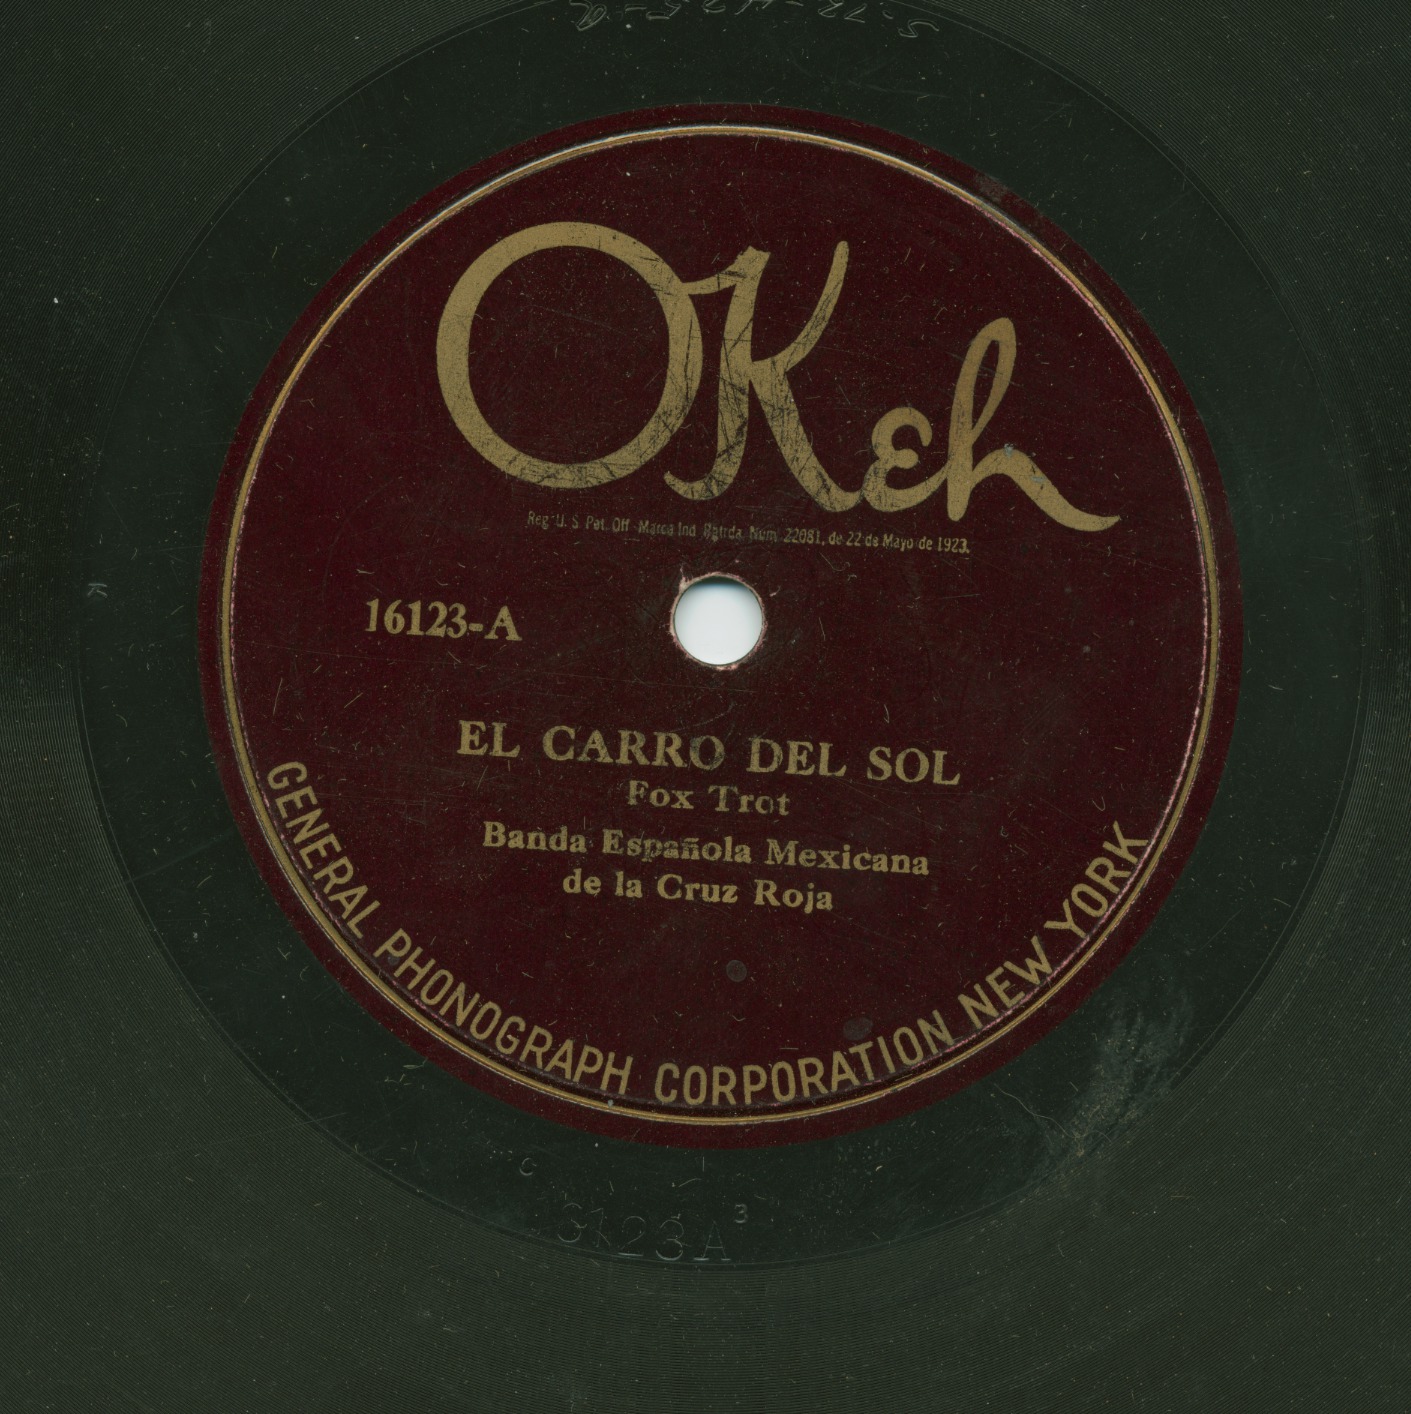 OKeh
Reg. U. S. Pat. Off. Marca Ind. Rgtrda. Num. 22081, de 22 de Mayo de 1923.
16123-A
EL CARRO DEL SOL
Fox Trot
Banda Española Mexicana
de la Cruz Roja
GENERAL PHONOGRAPH CORPORATION NEW YORK
K
C
3